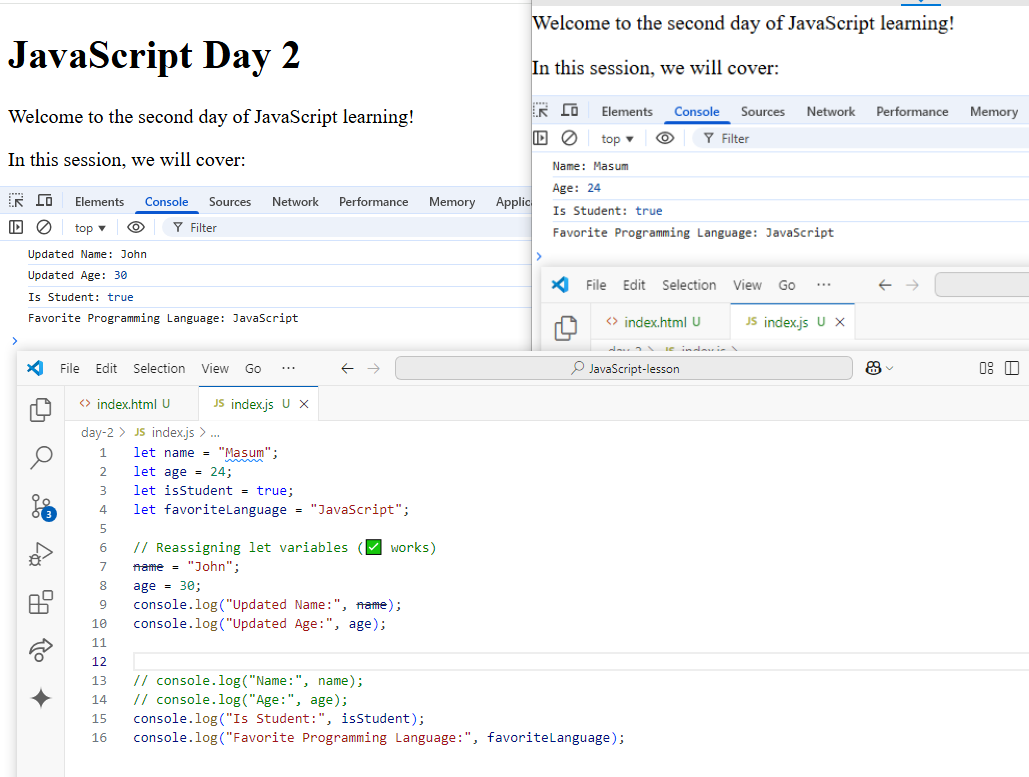 JavaScript Day 2
Welcome to the second day of JavaScript learning!
In this session, we will cover:
Elements Console Sources Network Performance Memory Applic
top ▼ Filter
Updated Name: John
Updated Age: 30
Is Student: true
Favorite Programming Language: JavaScript
>
Welcome to the second day of JavaScript learning!
In this session, we will cover:
Elements Console Sources Network Performance Memory
top ▼ Filter
Name: Masum
Age: 24
Is Student: true
Favorite Programming Language: JavaScript
>
File Edit Selection View Go ··· ← →
<> index.html U JS index.js U ×
day-2 > JS index.js >
File Edit Selection View Go ··· ← → JavaScript-lesson
<> index.html U JS index.js U ×
day-2 > JS index.js > ...
1 let name = "Masum";
2 let age = 24;
3 let isStudent = true;
3 4 let favoriteLanguage = "JavaScript";
5
6 // Reassigning let variables (✅ works)
7 name = "John";
8 age = 30;
9 console.log("Updated Name:", name);
10 console.log("Updated Age:", age);
11
12
13 // console.log("Name:", name);
14 // console.log("Age:", age);
15 console.log("Is Student:", isStudent);
16 console.log("Favorite Programming Language:", favoriteLanguage);